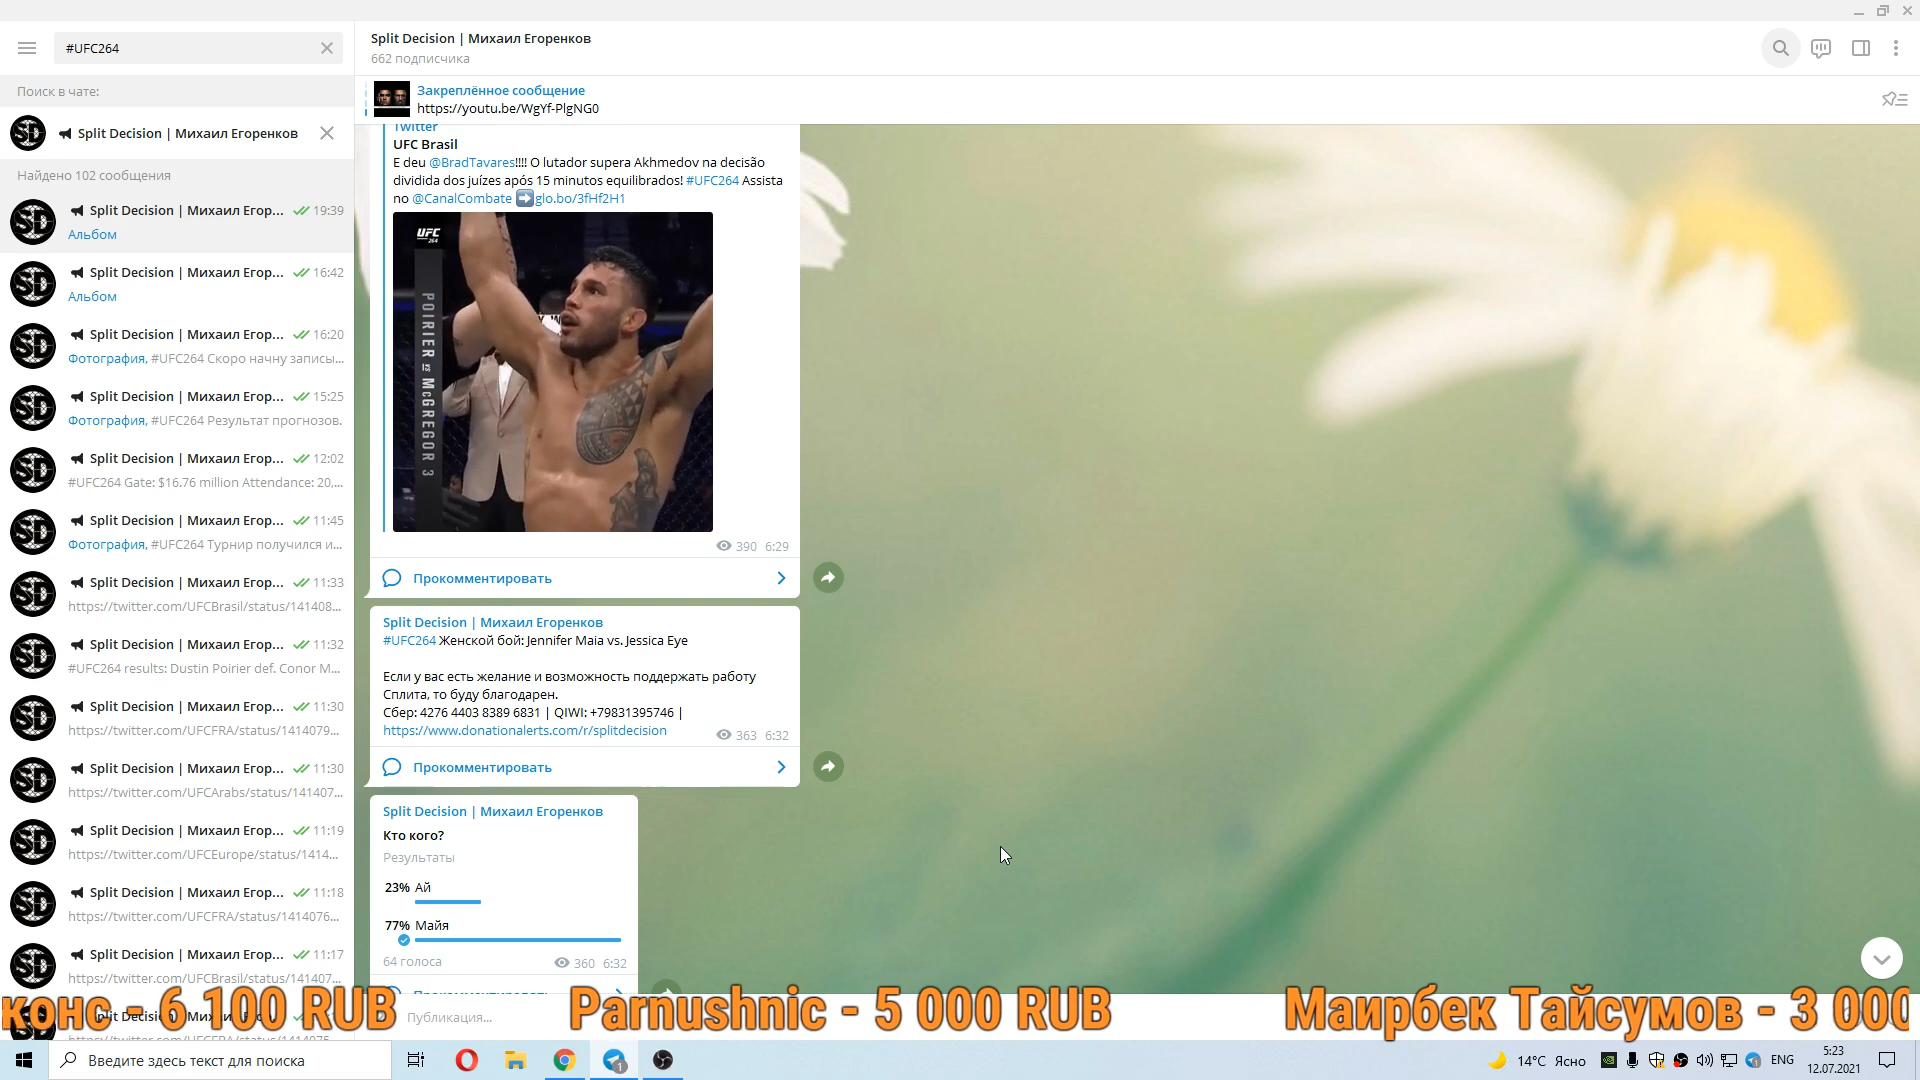 #UFC264
Поиск в чате:
Split Decision | Михаил Егоренков
Найдено 102 сообщения
Split Decision | Михаил Егор... 19:39
Альбом
Split Decision | Михаил Егор... 16:42
Альбом
Split Decision | Михаил Егор... 16:20
Фотография, #UFC264 Скоро начну записы...
Split Decision | Михаил Егор... 15:25
Фотография, #UFC264 Результат прогнозов.
Split Decision | Михаил Егор... 12:02
#UFC264 Gate: $16.76 million Attendance: 20,...
Split Decision | Михаил Егор... 11:45
Фотография, #UFC264 Турнир получился и...
Split Decision | Михаил Егор... 11:33
https://twitter.com/UFCBrasil/status/141408...
Split Decision | Михаил Егор... 11:32
#UFC264 results: Dustin Poirier def. Conor M...
Split Decision | Михаил Егор... 11:30
https://twitter.com/UFCFRA/status/1414079...
Split Decision | Михаил Егор... 11:30
https://twitter.com/UFCArabs/status/141407...
Split Decision | Михаил Егор... 11:19
https://twitter.com/UFCEurope/status/1414...
Split Decision | Михаил Егор... 11:18
https://twitter.com/UFCFRA/status/1414076...
Split Decision | Михаил Егор... 11:17
https://twitter.com/UFCBrasil/status/141407...
Split Decision | Михаил Егоренков
662 подписчика
Закреплённое сообщение
https://youtu.be/WgYf-PlgNG0
Twitter
UFC Brasil
E deu @BradTavares!!!! O lutador supera Akhmedov na decisão
dividida dos juízes após 15 minutos equilibrados! #UFC264 Assista
no @CanalCombate ➡️glo.bo/3fHf2H1
UFC
264
POIRIER vs McGREGOR 3
390 6:29
Прокомментировать
Split Decision | Михаил Егоренков
#UFC264 Женской бой: Jennifer Maia vs. Jessica Eye
Если у вас есть желание и возможность поддержать работу
Сплита, то буду благодарен.
Сбер: 4276 4403 8389 6831 | QIWI: +79831395746 |
https://www.donationalerts.com/r/splitdecision 363 6:32
Прокомментировать
Split Decision | Михаил Егоренков
Кто кого?
Результаты
23% Ай
77% Майя
64 голоса 360 6:32
Публикация...
конс - 6 100 RUB Parnushnic - 5 000 RUB Маирбек Тайсумов - 3 000
Введите здесь текст для поиска
14°C Ясно ENG 5:23
12.07.2021